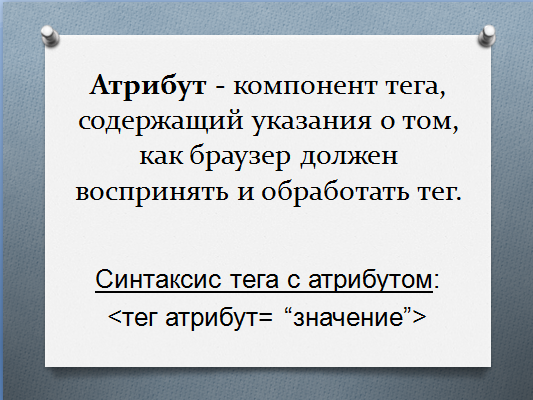 Атрибут - компонент тега,
содержащий указания о том,
как браузер должен
воспринять и обработать тег.
Синтаксис тега с атрибутом:
<тег атрибут= “значение”>